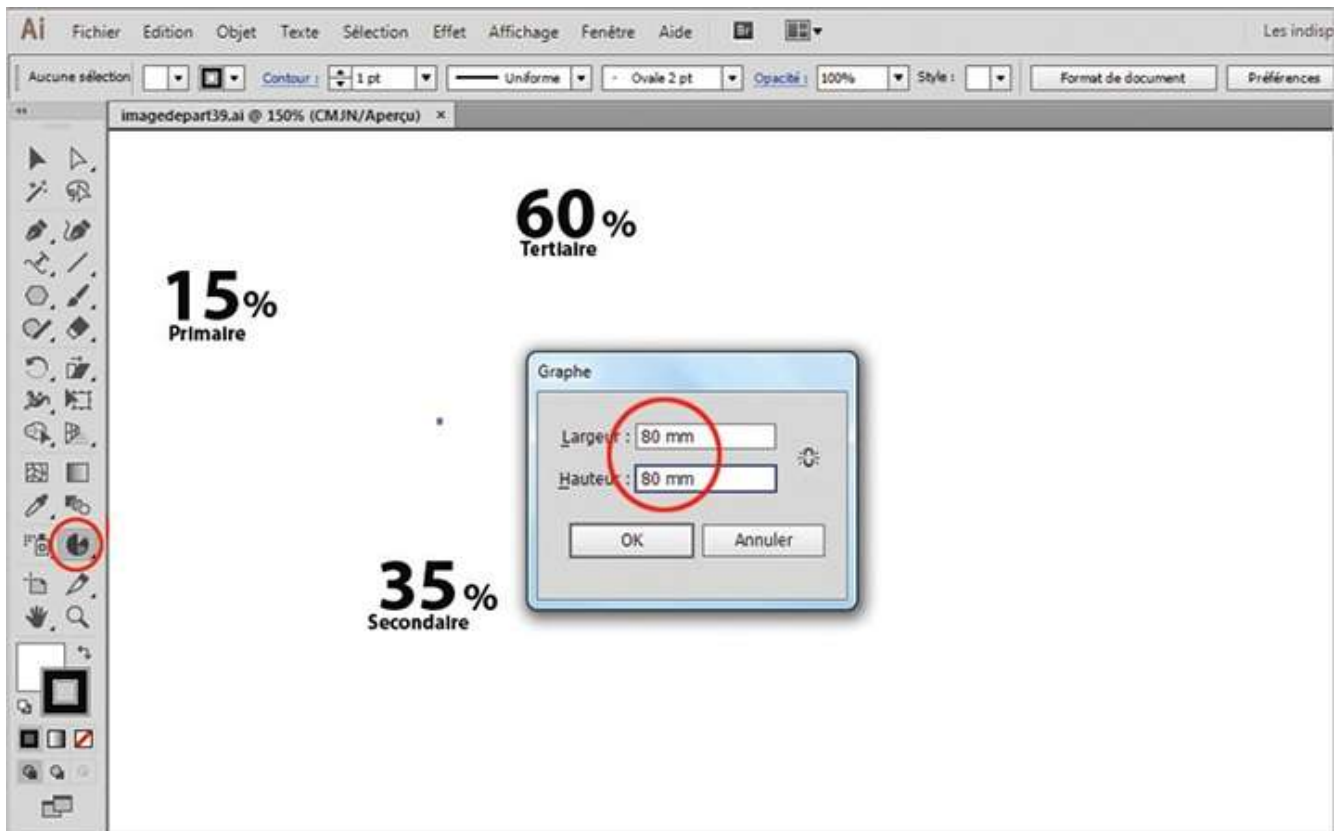 Ai Fichier Edition Objet Texte Sélection Effet Affichage Fenêtre Aide Br Les indisp
Aucune sélection Contour : 1 pt Uniforme Ovale 2 pt Opacité : 100% Style : Format de document Préférences
imagedepart39.ai @ 150% (CMJN/Aperçu) ×
60 %
Tertiaire
15%
Primaire
Graphe
Largeur : 80 mm
Hauteur : 80 mm
OK Annuler
35 %
Secondaire